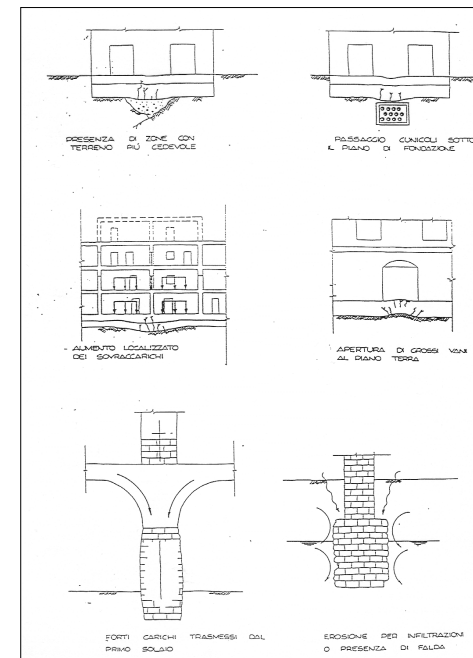 PRESENZA DI ZONE CON
TERRENO PIÚ CEDEVOLE
PASSAGGIO CUNICOLI SOTTO
IL PIANO DI FONDAZIONE
AUMENTO LOCALIZZATO
DEI SOVRACCARICHI
APERTURA DI GROSSI VANI
AL PIANO TERRA
FORTI CARICHI TRASMESSI DAL
PRIMO SOLAIO
EROSIONE PER INFILTRAZIONI
O PRESENZA DI FALDA